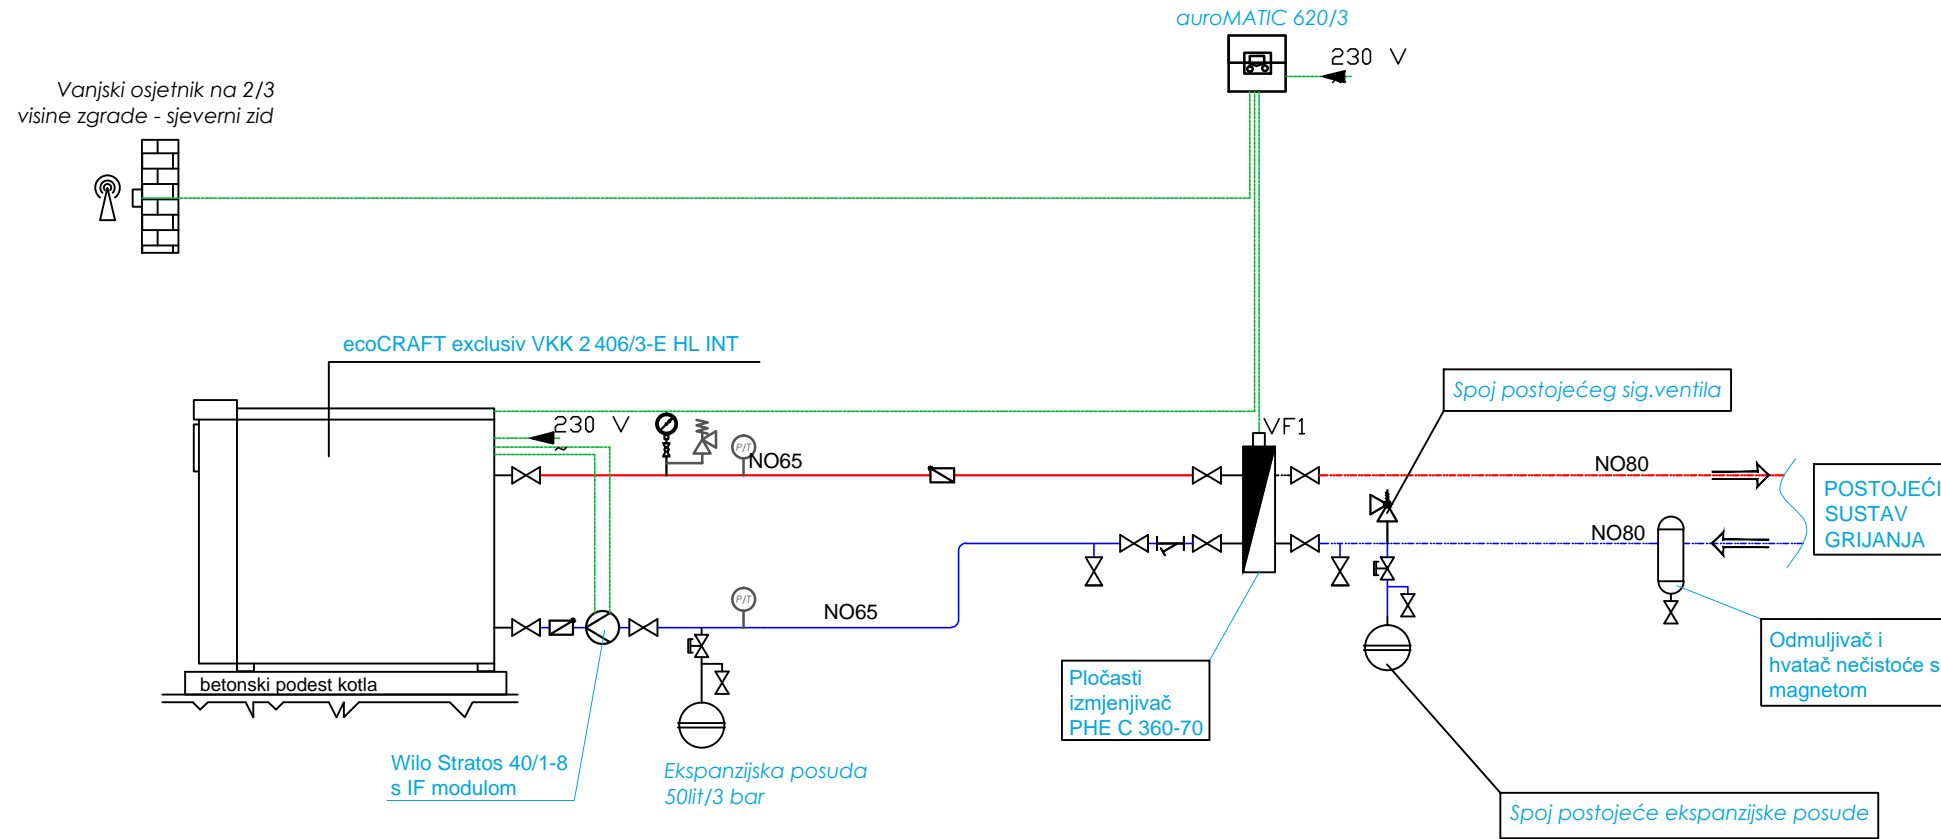 auroMATIC 620/3
230 V
Vanjski osjetnik na 2/3
visine zgrade - sjeverni zid
ecoCRAFT exclusiv VKK 2 406/3-E HL INT
230 V
~
P/T
NO65
VF1
Spoj postojećeg sig.ventila
NO80
POSTOJEĆI
SUSTAV
GRIJANJA
NO80
P/T
NO65
betonski podest kotla
Pločasti
izmjenjivač
PHE C 360-70
Odmuljivač i
hvatač nečistoće s
magnetom
Wilo Stratos 40/1-8
s IF modulom
Ekspanzijska posuda
50lit/3 bar
Spoj postojeće ekspanzijske posude